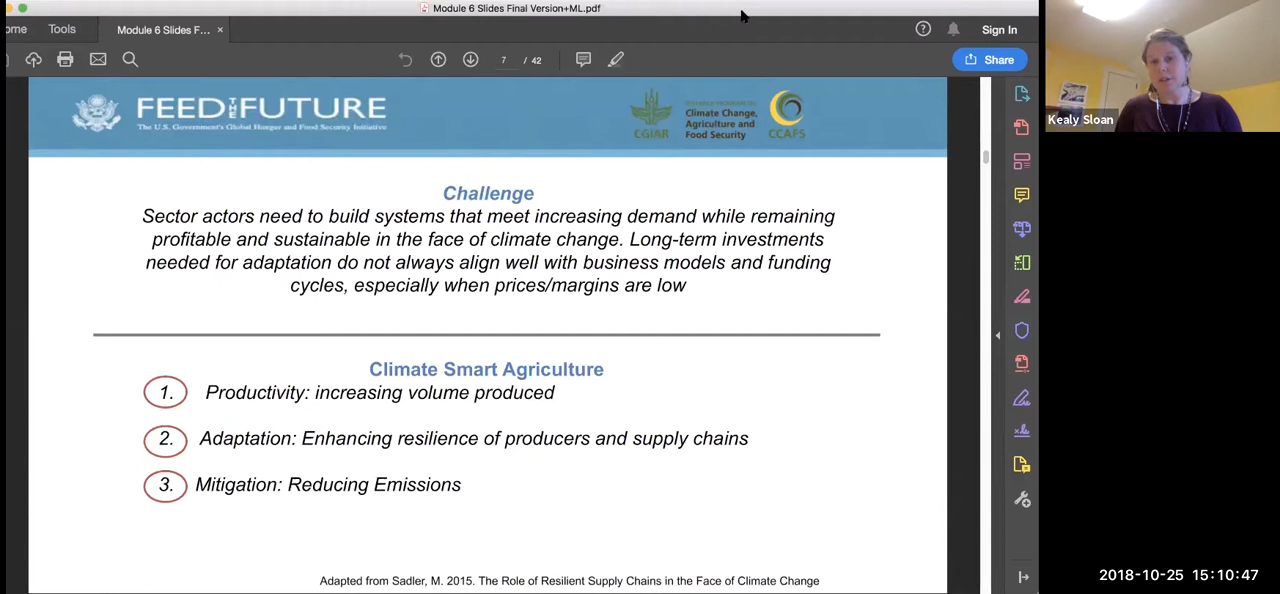 Module 6 Slides Final Version+ML.pdf
ome
Tools
Module 6 Slides F... ×
Sign In
7 / 42
Share
FEED THE FUTURE
The U.S. Government's Global Hunger and Food Security Initiative
CGIAR
Climate Change,
Agriculture and
Food Security
CCAFS
Kealy Sloan
Challenge
Sector actors need to build systems that meet increasing demand while remaining
profitable and sustainable in the face of climate change. Long-term investments
needed for adaptation do not always align well with business models and funding
cycles, especially when prices/margins are low
Climate Smart Agriculture
1. Productivity: increasing volume produced
2. Adaptation: Enhancing resilience of producers and supply chains
3. Mitigation: Reducing Emissions
Adapted from Sadler, M. 2015. The Role of Resilient Supply Chains in the Face of Climate Change
2018-10-25 15:10:47